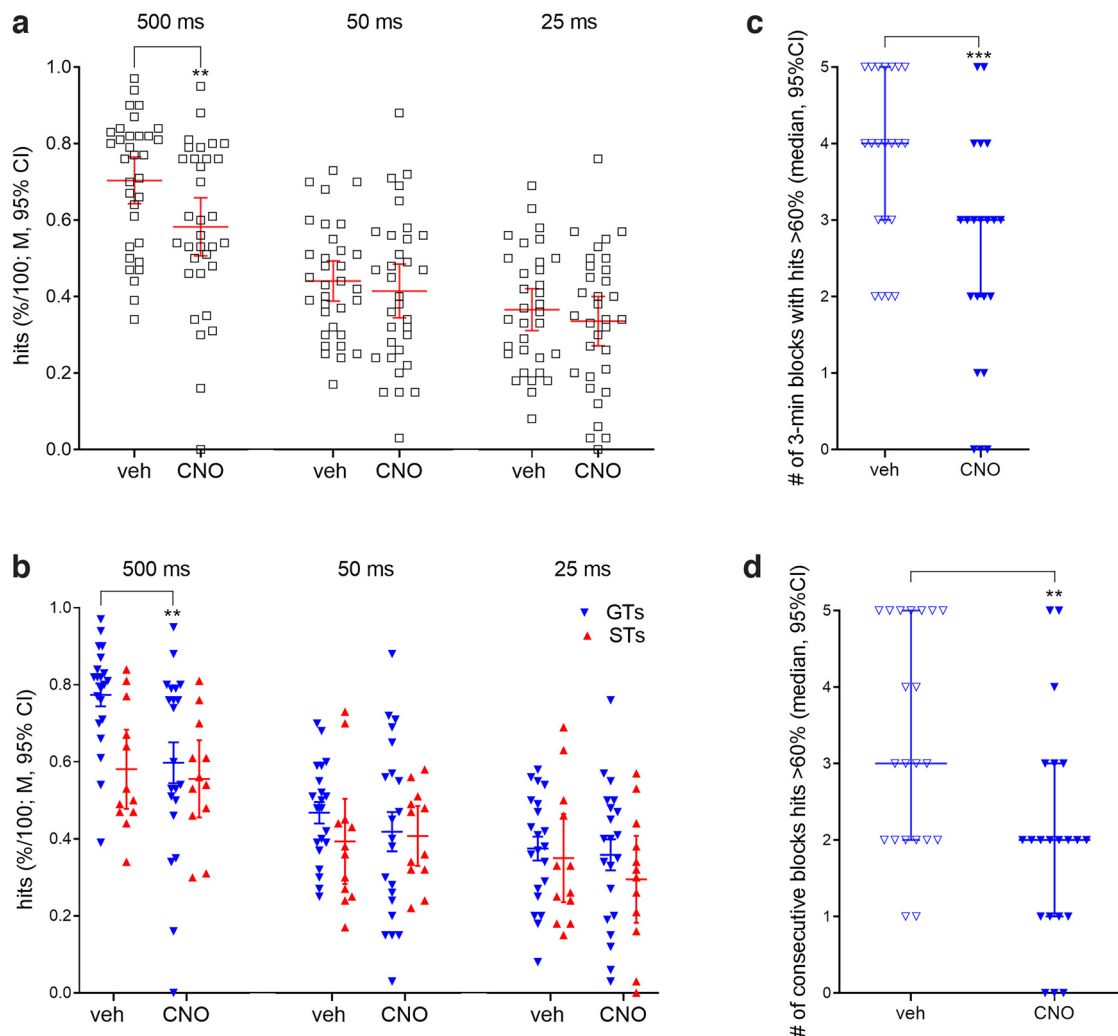 a
500 ms
50 ms
25 ms
**
hits (%/100; M, 95% CI)
1.0
0.8
0.6
0.4
0.2
0.0
veh
CNO
veh
CNO
veh
CNO
c
***
# of 3-min blocks with hits >60% (median, 95%CI)
5
4
3
2
1
0
veh
CNO
b
500 ms
50 ms
25 ms
**
GTs
STs
hits (%/100; M, 95% CI)
1.0
0.8
0.6
0.4
0.2
0.0
veh
CNO
veh
CNO
veh
CNO
d
**
# of consecutive blocks hits >60% (median, 95%CI)
5
4
3
2
1
0
veh
CNO